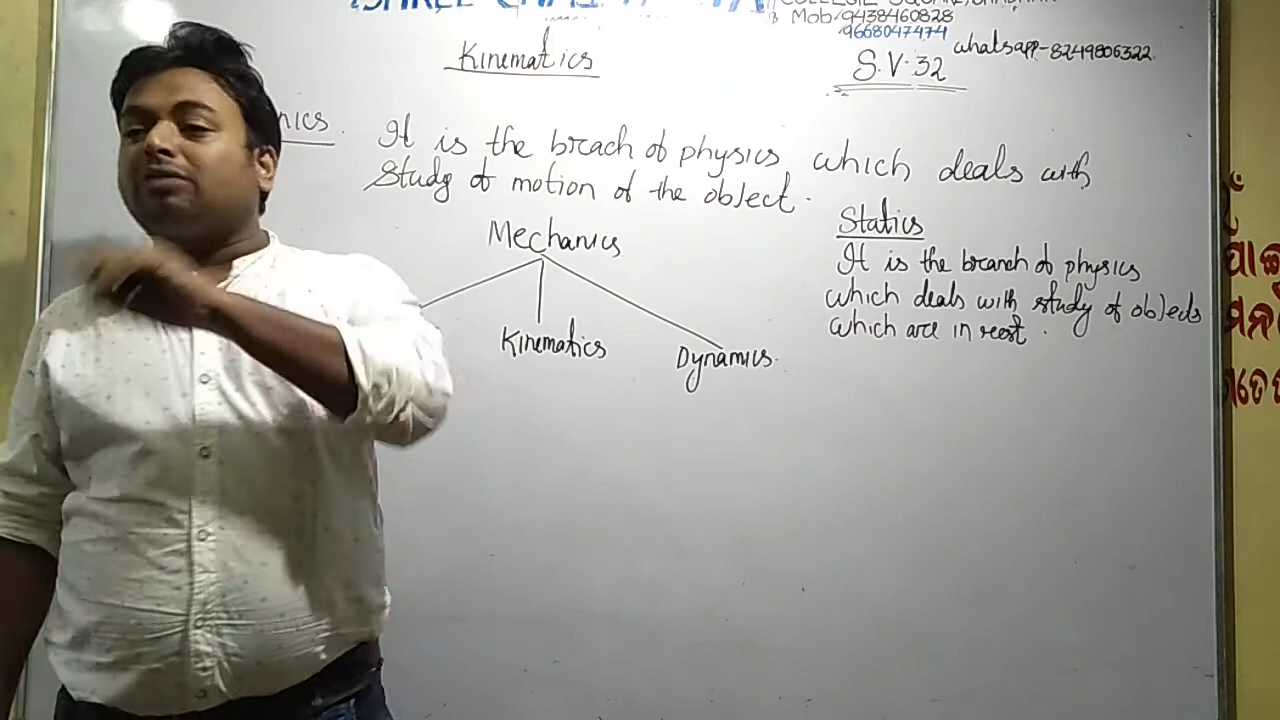 Mob/9438460828
9668047474
whatsapp-8249806322
Kinematics
S.V.32
nics.
It is the brach of physics which deals with
Study of motion of the object.
Mechanics
Kinematics
Dynamics.
Statics
It is the branch of physics
which deals with study of objects
which are in rest.